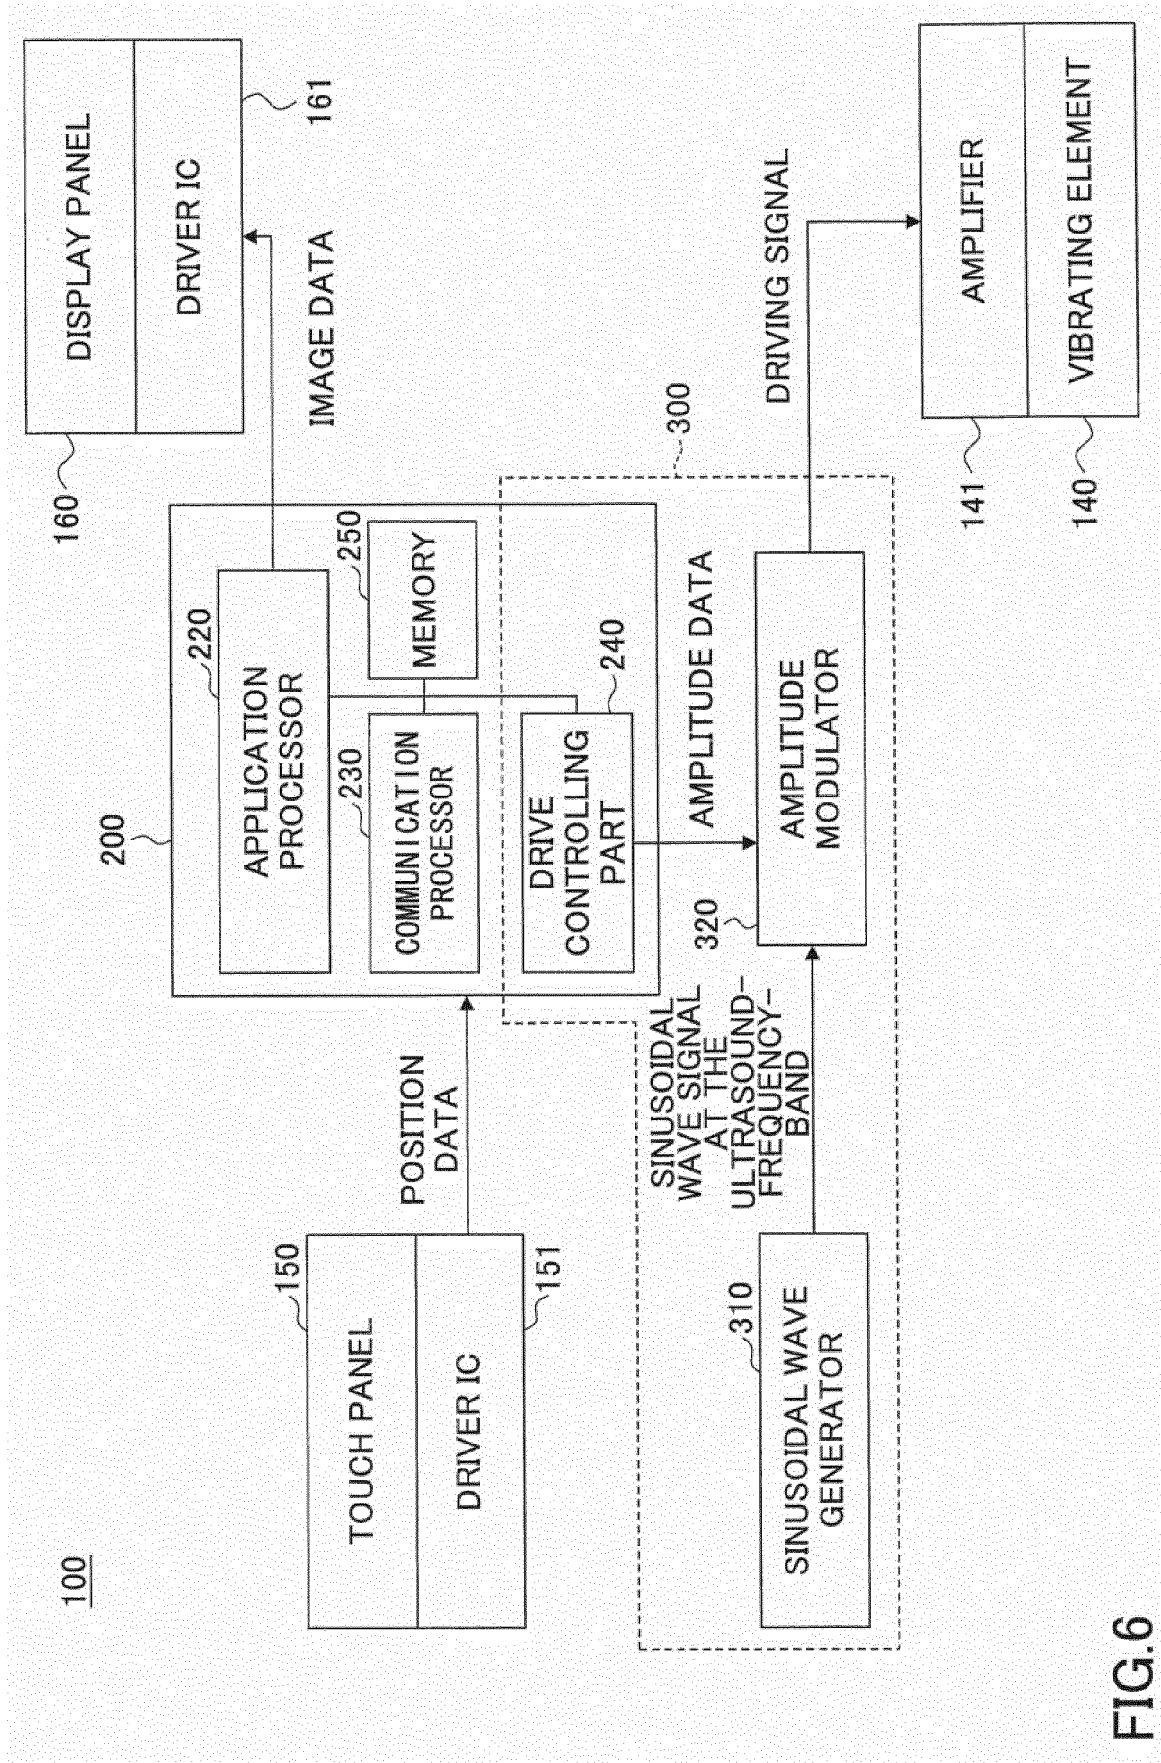 100
160
DISPLAY PANEL
DRIVER IC
161
IMAGE DATA
200
220
APPLICATION
PROCESSOR
250
MEMORY
230
COMMUNICATION
PROCESSOR
240
DRIVE
CONTROLLING
PART
150
TOUCH PANEL
DRIVER IC
151
POSITION
DATA
300
AMPLITUDE DATA
DRIVING SIGNAL
310
SINUSOIDAL WAVE
GENERATOR
SINUSOIDAL
WAVE SIGNAL
AT THE
ULTRASOUND-
FREQUENCY-
BAND
320
AMPLITUDE
MODULATOR
141
AMPLIFIER
140
VIBRATING ELEMENT
FIG.6